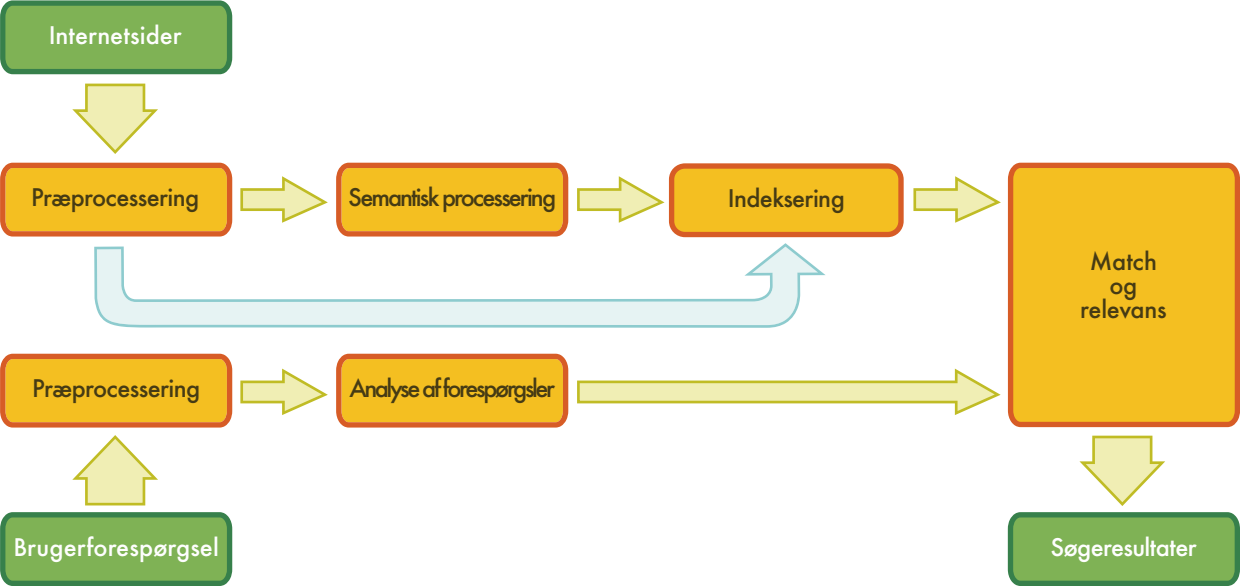 Internetsider
Præprocessering
Semantisk processering
Indeksering
Match
og
relevans
Præprocessering
Analyse af forespørgsler
Brugerforespørgsel
Søgeresultater